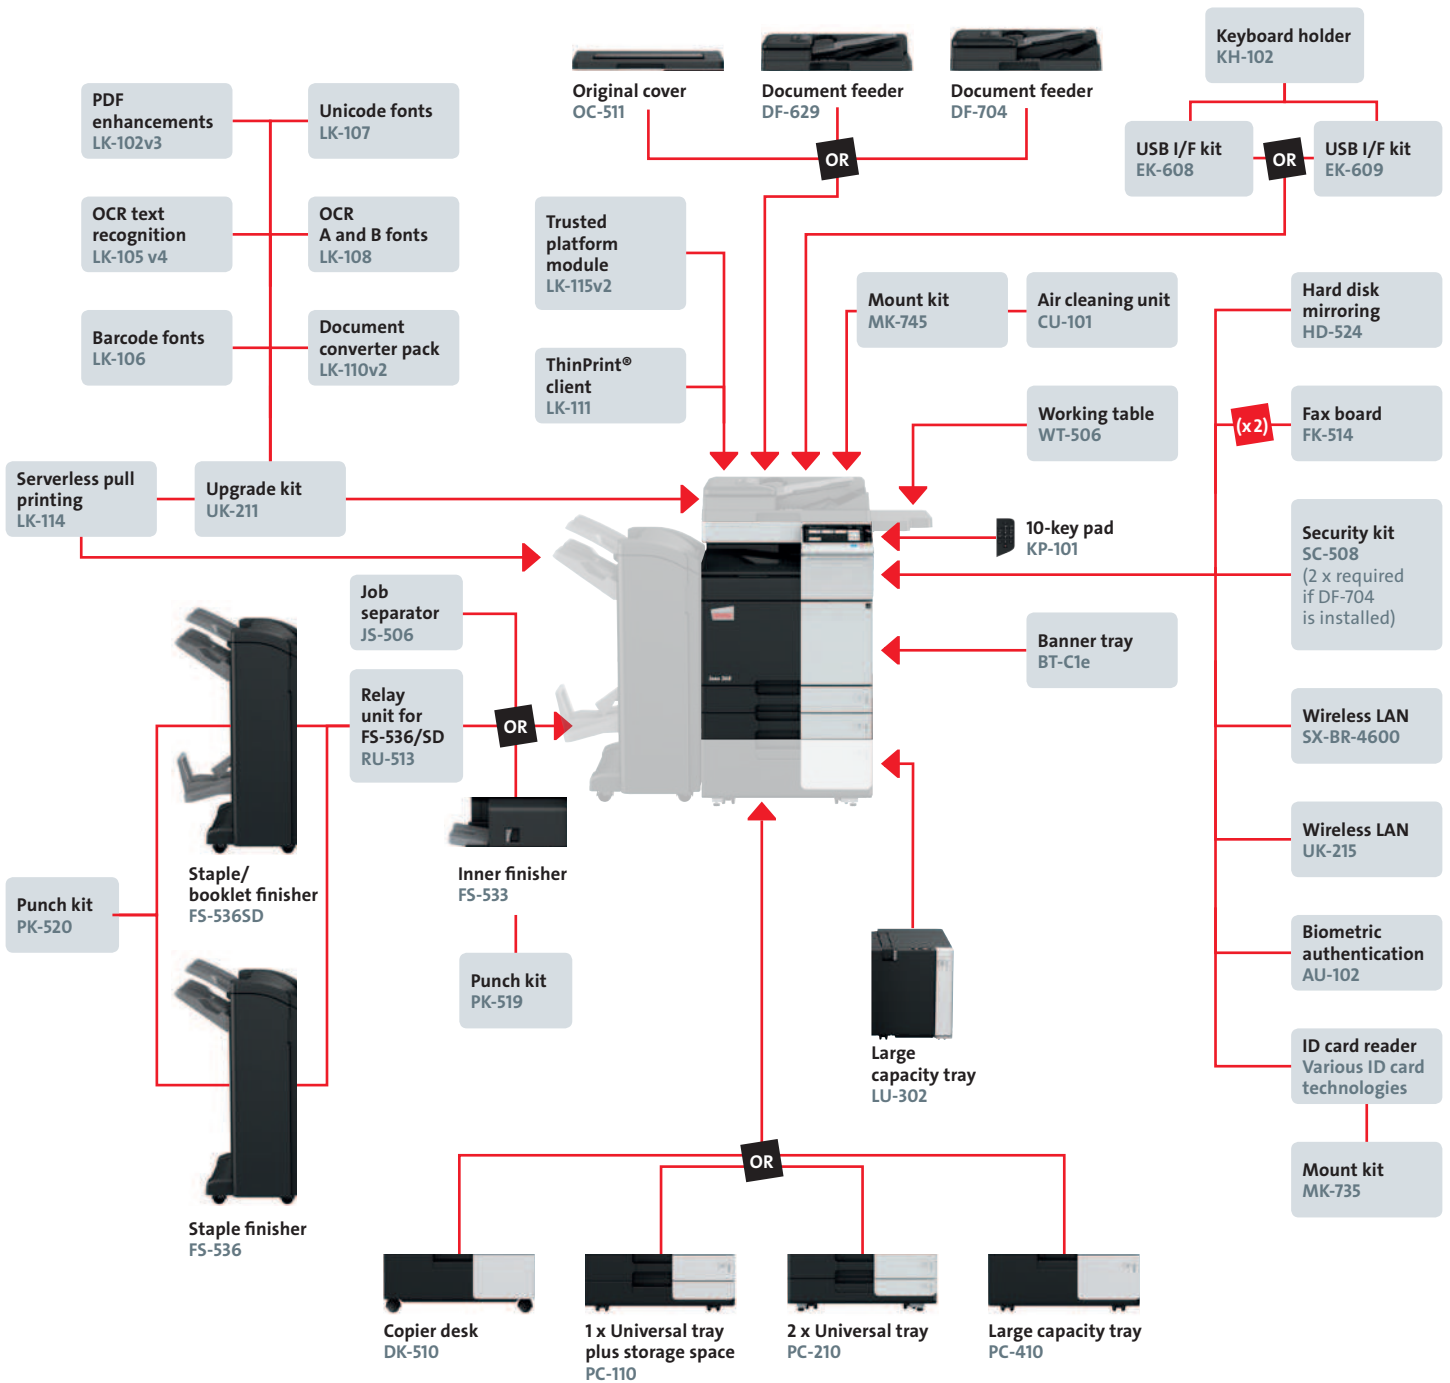 Keyboard holder
KH-102
Original cover
OC-511
Document feeder
DF-629
Document feeder
DF-704
PDF
enhancements
LK-102v3
Unicode fonts
LK-107
OR
USB I/F kit
EK-608
OR
USB I/F kit
EK-609
OCR text
recognition
LK-105 v4
OCR
A and B fonts
LK-108
Trusted
platform
module
LK-115v2
Mount kit
MK-745
Air cleaning unit
CU-101
Hard disk
mirroring
HD-524
Barcode fonts
LK-106
Document
converter pack
LK-110v2
ThinPrint®
client
LK-111
Working table
WT-506
(x2)
Fax board
FK-514
Serverless pull
printing
LK-114
Upgrade kit
UK-211
10-key pad
KP-101
Security kit
SC-508
(2 x required
if DF-704
is installed)
Job
separator
JS-506
Banner tray
BT-C1e
Relay
unit for
FS-536/SD
RU-513
OR
Wireless LAN
SX-BR-4600
Wireless LAN
UK-215
Staple/
booklet finisher
FS-536SD
Inner finisher
FS-533
Punch kit
PK-520
Punch kit
PK-519
Biometric
authentication
AU-102
Large
capacity tray
LU-302
ID card reader
Various ID card
technologies
OR
Mount kit
MK-735
Staple finisher
FS-536
Copier desk
DK-510
1 x Universal tray
plus storage space
PC-110
2 x Universal tray
PC-210
Large capacity tray
PC-410